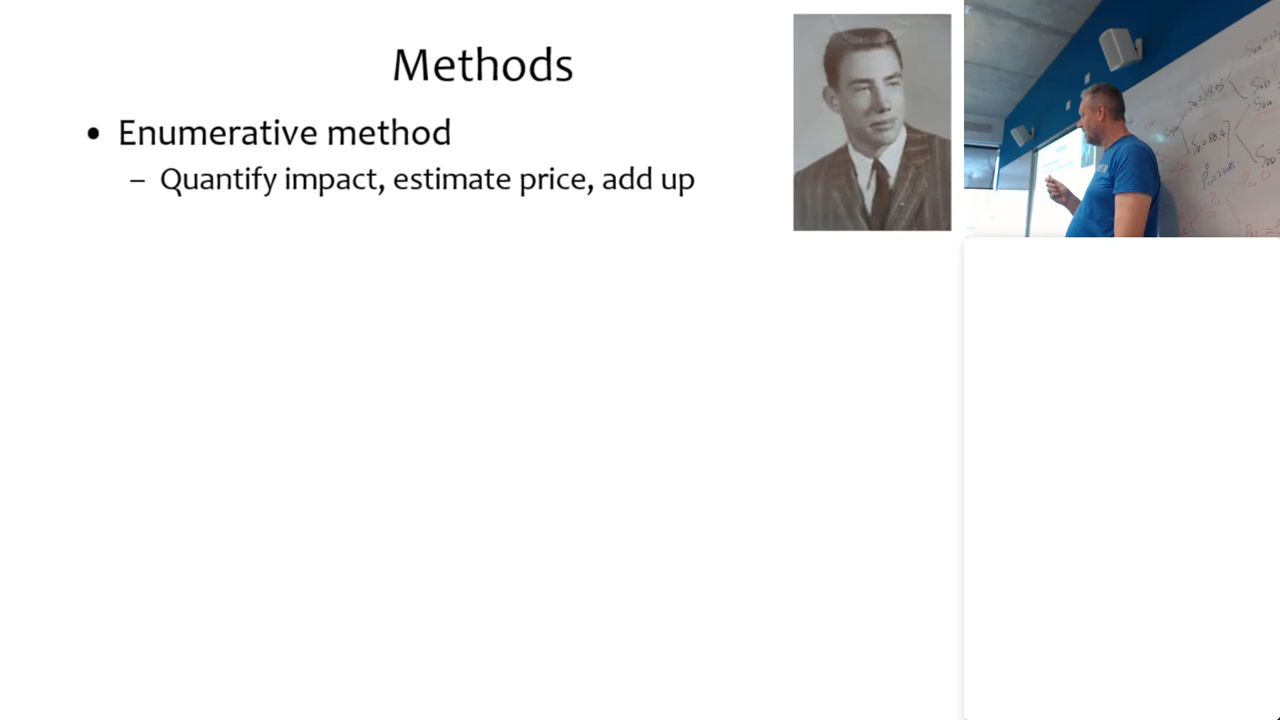 Methods
• Enumerative method
– Quantify impact, estimate price, add up